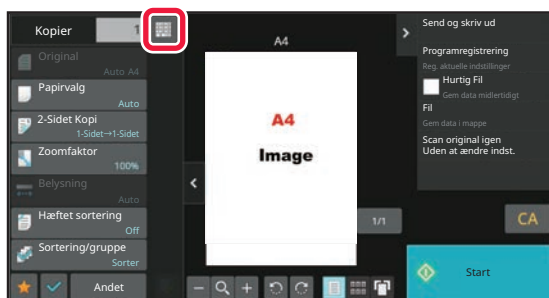 Kopier
1
Original
Auto A4
Papirvalg
Auto
2-Sidet Kopi
1-Sidet→1-Sidet
Zoomfaktor
100%
Belysning
Auto
Hæftet sortering
Off
Sortering/gruppe
Sorter
Andet
A4
A4
Image
1/1
Send og skriv ud
Programregistrering
Reg. aktuelle indstillinger
Hurtig Fil
Gem data midlertidigt
Fil
Gem data i mappe
Scan original igen
Uden at ændre indst.
CA
Start